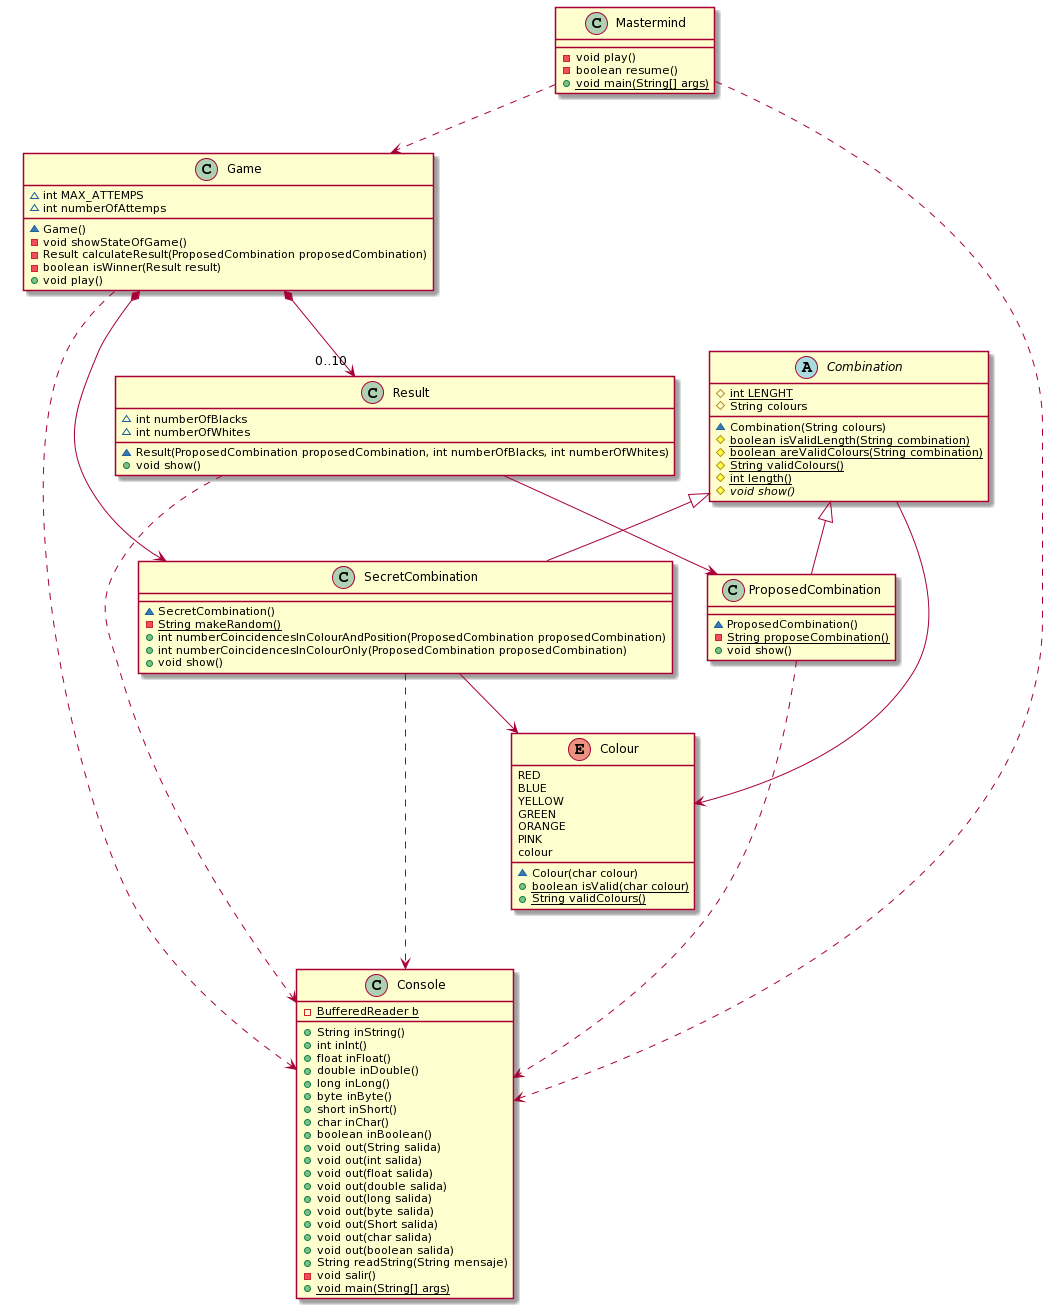 C Mastermind
void play()
boolean resume()
void main(String[] args)
C Game
int MAX_ATTEMPS
int numberOfAttemps
Game()
void showStateOfGame()
Result calculateResult(ProposedCombination proposedCombination)
boolean isWinner(Result result)
void play()
0..10
C Result
int numberOfBlacks
int numberOfWhites
Result(ProposedCombination proposedCombination, int numberOfBlacks, int numberOfWhites)
void show()
A Combination
int LENGHT
String colours
Combination(String colours)
boolean isValidLength(String combination)
boolean areValidColours(String combination)
String validColours()
int length()
void show()
C SecretCombination
SecretCombination()
String makeRandom()
int numberCoincidencesInColourAndPosition(ProposedCombination proposedCombination)
int numberCoincidencesInColourOnly(ProposedCombination proposedCombination)
void show()
C ProposedCombination
ProposedCombination()
String proposeCombination()
void show()
E Colour
RED
BLUE
YELLOW
GREEN
ORANGE
PINK
colour
Colour(char colour)
boolean isValid(char colour)
String validColours()
C Console
BufferedReader b
String inString()
int inInt()
float inFloat()
double inDouble()
long inLong()
byte inByte()
short inShort()
char inChar()
boolean inBoolean()
void out(String salida)
void out(int salida)
void out(float salida)
void out(double salida)
void out(long salida)
void out(byte salida)
void out(Short salida)
void out(char salida)
void out(boolean salida)
String readString(String mensaje)
void salir()
void main(String[] args)